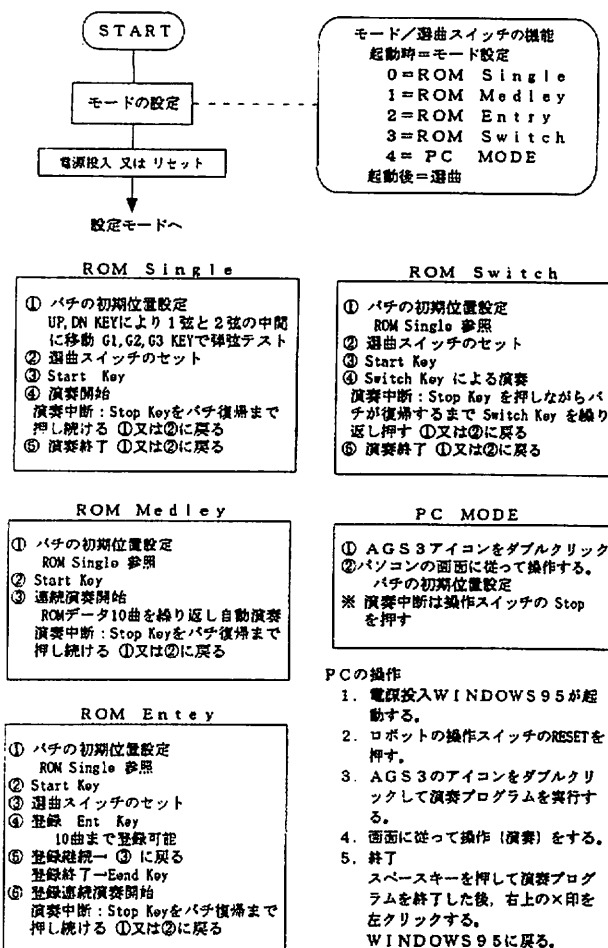 START
モードの設定
電源投入 又は リセット
設定モードへ
モード／選曲スイッチの機能
起動時＝モード設定
0＝ROM Single
1＝ROM Medley
2＝ROM Entry
3＝ROM Switch
4＝ PC MODE
起動後＝選曲
ROM Single
① バチの初期位置設定
UP,DN KEYにより1弦と2弦の中間
に移動 G1,G2,G3 KEYで弾弦テスト
② 選曲スイッチのセット
③ Start Key
④ 演奏開始
演奏中断：Stop Keyをバチ復帰まで
押し続ける ①又は②に戻る
⑤ 演奏終了 ①又は②に戻る
ROM Medley
① バチの初期位置設定
ROM Single 参照
② Start Key
③ 連続演奏開始
ROMデータ10曲を繰り返し自動演奏
演奏中断：Stop Keyをバチ復帰まで
押し続ける ①又は②に戻る
ROM Entey
① バチの初期位置設定
ROM Single 参照
② Start Key
③ 選曲スイッチのセット
④ 登録 Ent Key
10曲まで登録可能
⑤ 登録継続→ ③ に戻る
登録終了→Eend Key
⑥ 登録連続演奏開始
演奏中断：Stop Keyをバチ復帰まで
押し続ける ①又は②に戻る
ROM Switch
① バチの初期位置設定
ROM Single 参照
② 選曲スイッチのセット
③ Start Key
④ Switch Key による演奏
演奏中断：Stop Key を押しながらバ
チが復帰するまで Switch Key を繰り
返し押す ①又は②に戻る
⑤ 演奏終了 ①又は②に戻る
PC MODE
① AGS3アイコンをダブルクリック
②パソコンの画面に従って操作する。
バチの初期位置設定
※ 演奏中断は操作スイッチの Stop
を押す
PCの操作
1. 電源投入WINDOWS95が起
動する。
2. ロボットの操作スイッチのRESETを
押す。
3. AGS3のアイコンをダブルクリ
ックして演奏プログラムを実行す
る。
4. 画面に従って操作（演奏）をする。
5. 終了
スペースキーを押して演奏プログ
ラムを終了した後，右上の×印を
左クリックする。
WINDOWS95に戻る。